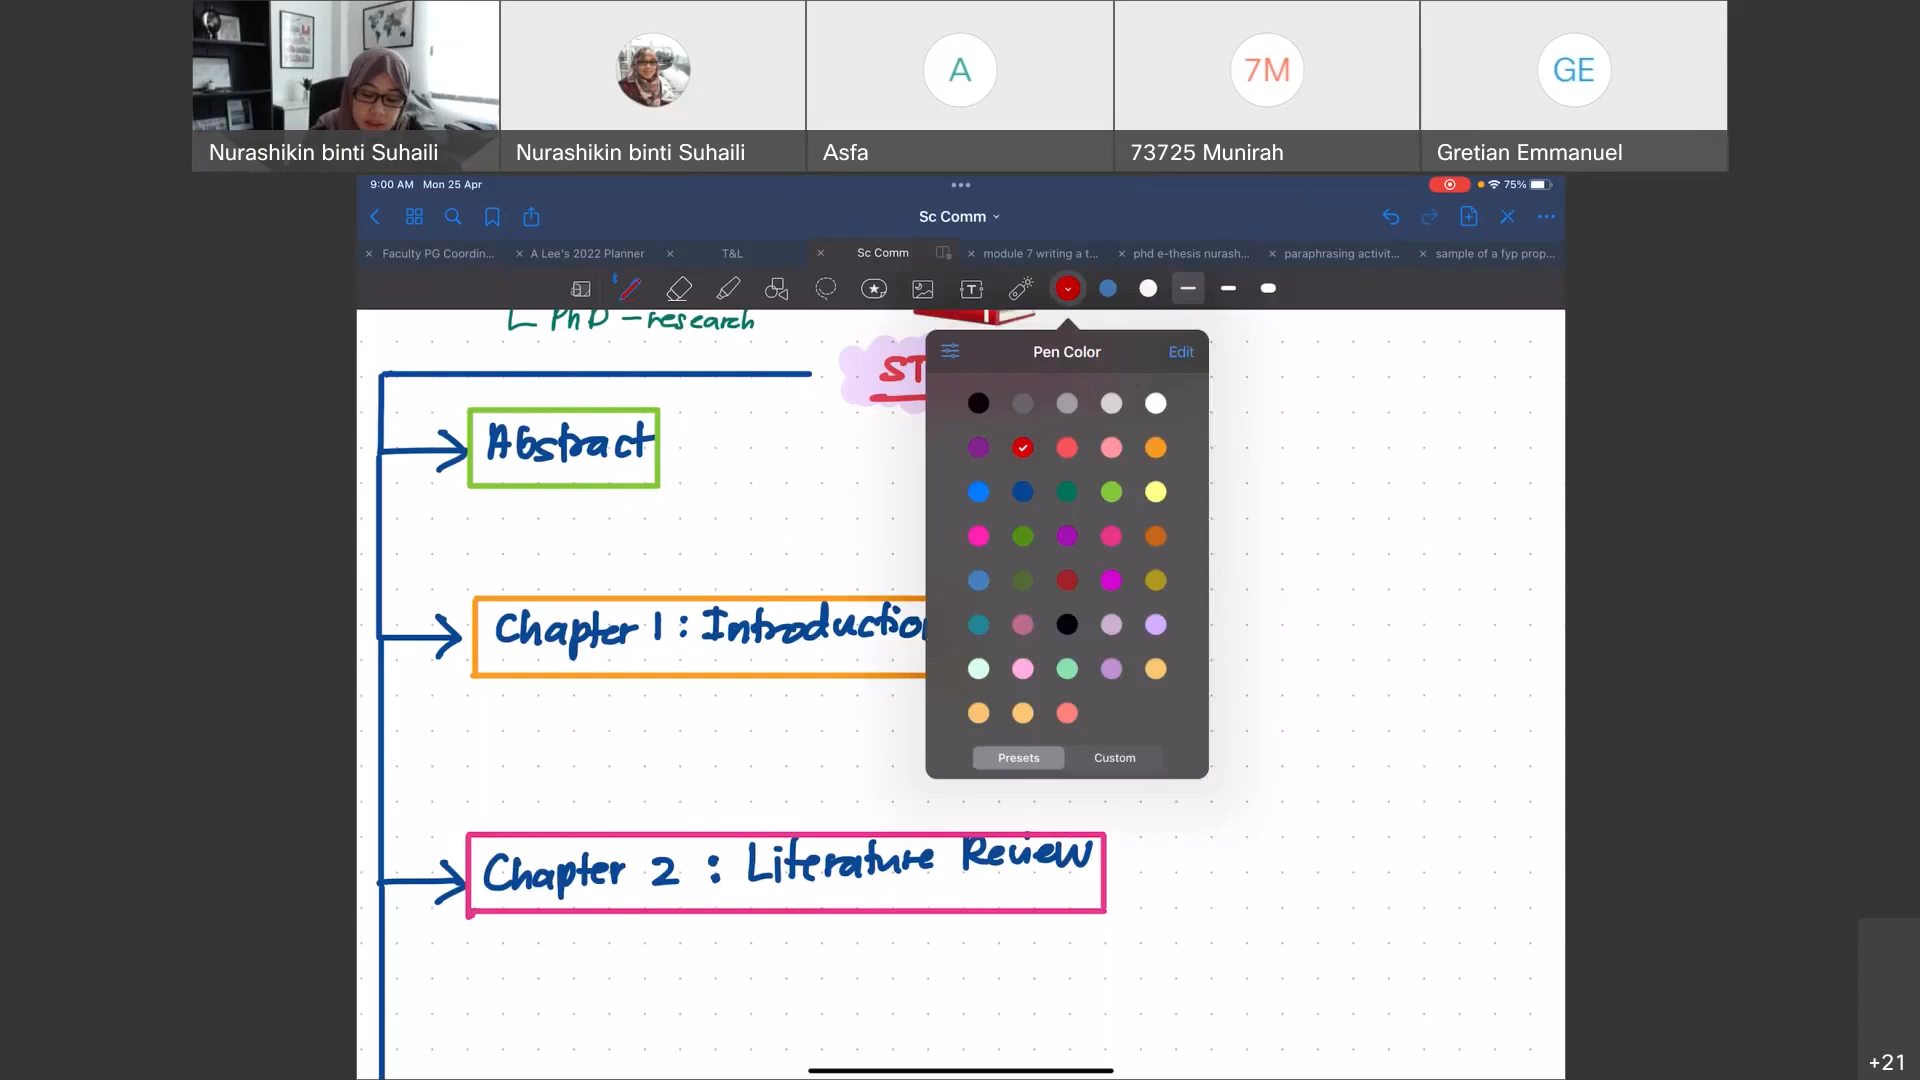 A
7M
GE
Nurashikin binti Suhaili
Nurashikin binti Suhaili
Asfa
73725 Munirah
Gretian Emmanuel
9:00 AM Mon 25 Apr
75%
Sc Comm
Faculty PG Coordin...
A Lee's 2022 Planner
T&L
Sc Comm
module 7 writing a t...
phd e-thesis nurash...
paraphrasing activit...
sample of a fyp prop...
PhD - research
ST
Pen Color
Edit
Abstract
Chapter 1 : Introduction
Presets
Custom
Chapter 2 : Literature Review
+21